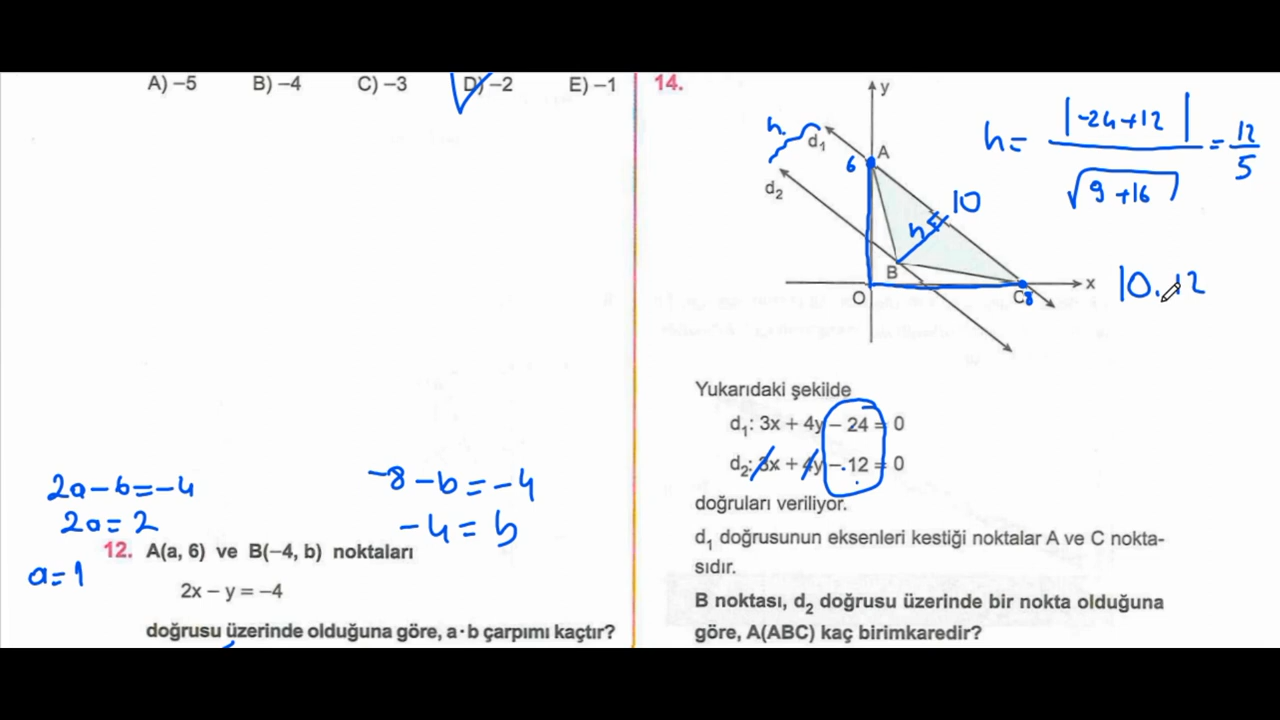 A) –5 B) –4 C) –3 D) –2 E) –1
2a – b = –4
2a = 2
a = 1
–8 – b = –4
–4 = b
12. A(a, 6) ve B(–4, b) noktaları
2x – y = –4
doğrusu üzerinde olduğuna göre, a·b çarpımı kaçtır?
14.
y
h
d₁
A
6
d₂
10
h
B
O
C
8
x
h = |–24+12| / √9+16 = 12/5
10.12
Yukarıdaki şekilde
d₁: 3x + 4y – 24 = 0
d₂: 3x + 4y – 12 = 0
doğruları veriliyor.
d₁ doğrusunun eksenleri kestiği noktalar A ve C nokta-
sıdır.
B noktası, d₂ doğrusu üzerinde bir nokta olduğuna
göre, A(ABC) kaç birimkaredir?